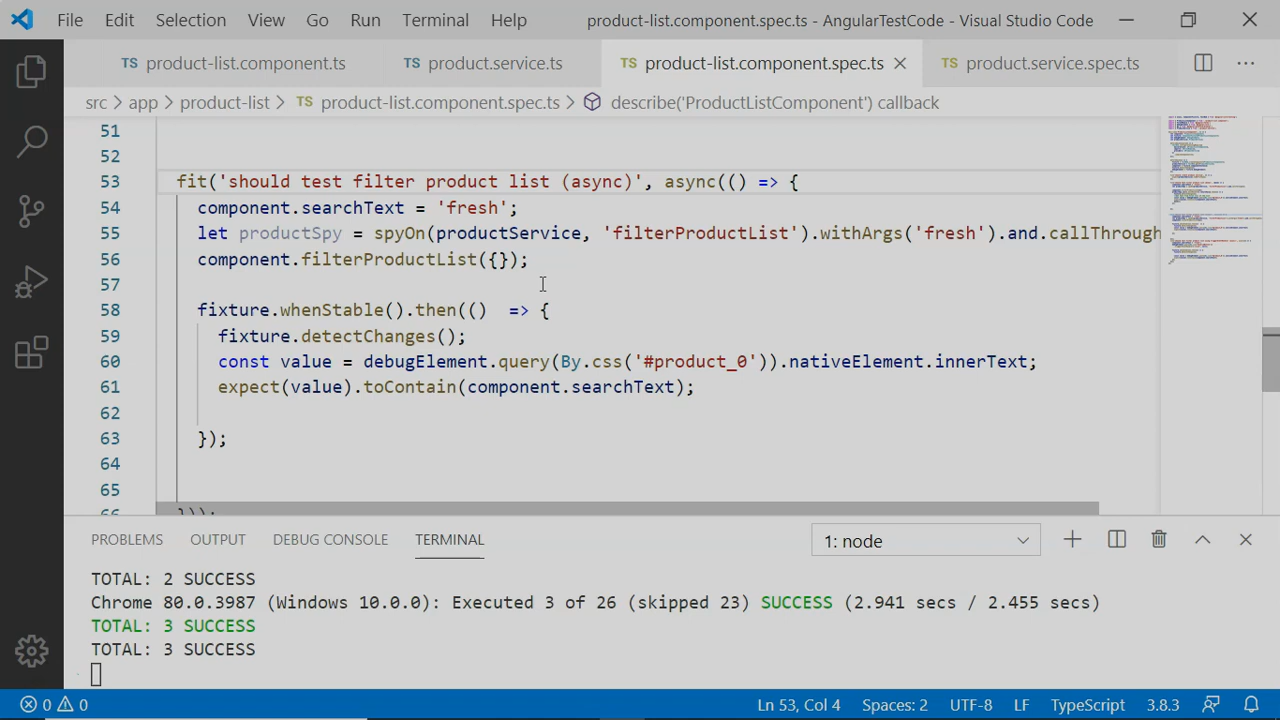 File Edit Selection View Go Run Terminal Help product-list.component.spec.ts - AngularTestCode - Visual Studio Code
TS product-list.component.ts TS product.service.ts TS product-list.component.spec.ts TS product.service.spec.ts
src > app > product-list > TS product-list.component.spec.ts > describe('ProductListComponent') callback
51
52
53 fit('should test filter product list (async)', async(() => {
54 component.searchText = 'fresh';
55 let productSpy = spyOn(productService, 'filterProductList').withArgs('fresh').and.callThrough
56 component.filterProductList({});
57
58 fixture.whenStable().then(() => {
59 fixture.detectChanges();
60 const value = debugElement.query(By.css('#product_0')).nativeElement.innerText;
61 expect(value).toContain(component.searchText);
62
63 });
64
65
66 }));
PROBLEMS OUTPUT DEBUG CONSOLE TERMINAL 1: node
TOTAL: 2 SUCCESS
Chrome 80.0.3987 (Windows 10.0.0): Executed 3 of 26 (skipped 23) SUCCESS (2.941 secs / 2.455 secs)
TOTAL: 3 SUCCESS
TOTAL: 3 SUCCESS
0 0 Ln 53, Col 4 Spaces: 2 UTF-8 LF TypeScript 3.8.3